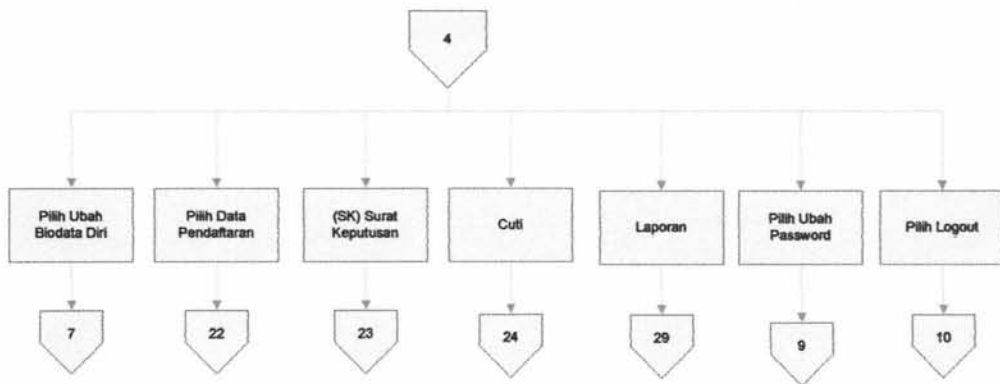 4
Pilih Ubah
Biodata Diri
Pilih Data
Pendaftaran
(SK) Surat
Keputusan
Cuti
Laporan
Pilih Ubah
Password
Pilih Logout
7
22
23
24
29
9
10